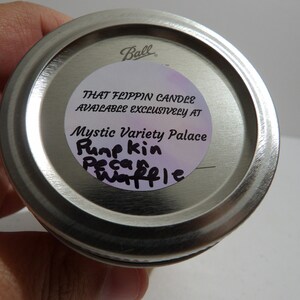 Ball
THAT FLIPPIN CANDLE
AVAILABLE EXCLUSIVELY AT
Mystic Variety Palace
Pumpkin
Pecan
Waffle